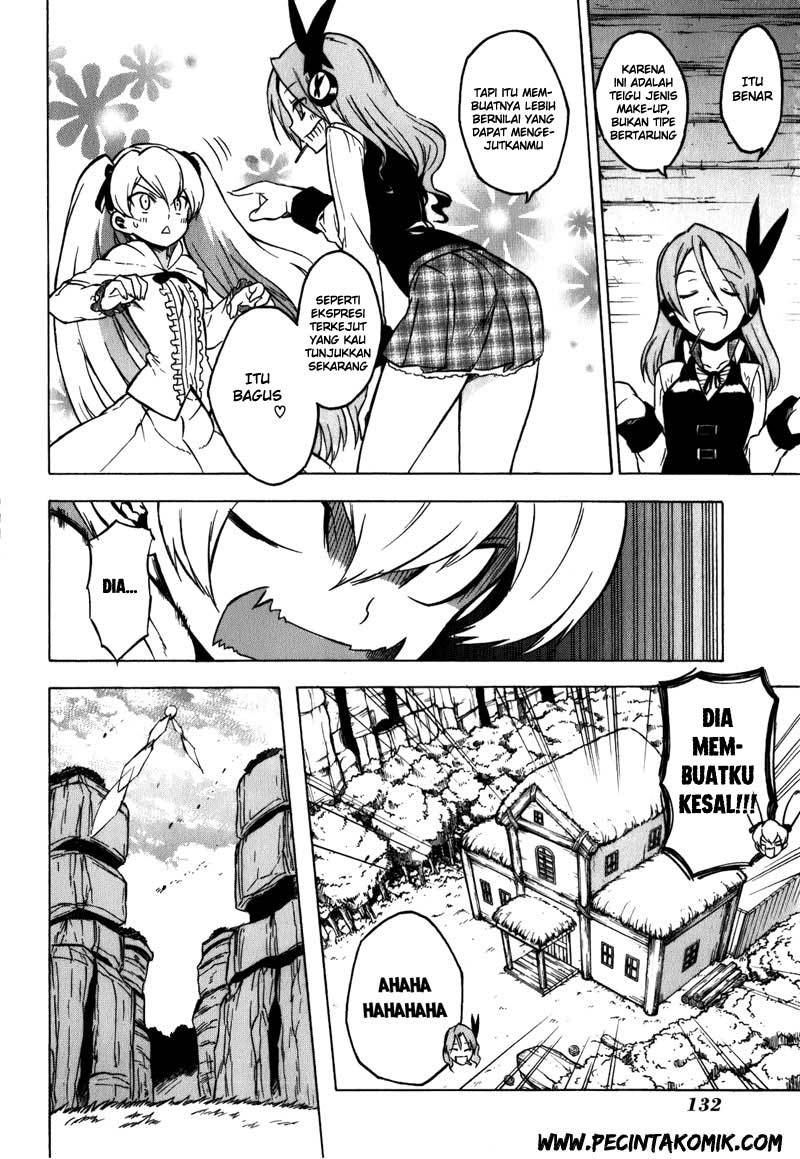 ITU
BENAR
KARENA
INI ADALAH
TEIGU JENIS
MAKE-UP,
BUKAN TIPE
BERTARUNG
TAPI ITU MEM-
BUATNYA LEBIH
BERNILAI YANG
DAPAT MENGE-
JUTKANMU
SEPERTI
EKSPRESI
TERKEJUT
YANG KAU
TUNJUKKAN
SEKARANG
ITU
BAGUS
♡
DIA...
DIA
MEM-
BUATKU
KESAL!!!
AHAHA
HAHAHAHA
132
WWW.PECINTAKOMIK.COM